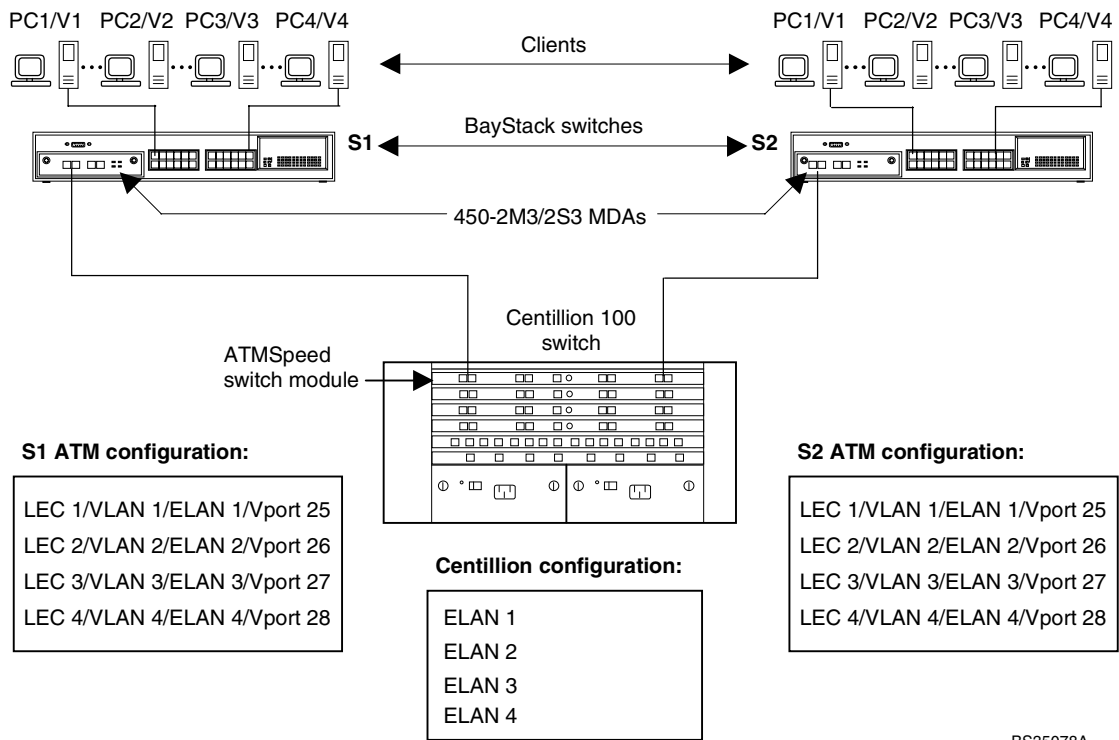 PC1/V1 PC2/V2 PC3/V3 PC4/V4
Clients
PC1/V1 PC2/V2 PC3/V3 PC4/V4
S1
BayStack switches
S2
450-2M3/2S3 MDAs
Centillion 100
switch
ATMSpeed
switch module
S1 ATM configuration:
LEC 1/VLAN 1/ELAN 1/Vport 25
LEC 2/VLAN 2/ELAN 2/Vport 26
LEC 3/VLAN 3/ELAN 3/Vport 27
LEC 4/VLAN 4/ELAN 4/Vport 28
Centillion configuration:
ELAN 1
ELAN 2
ELAN 3
ELAN 4
S2 ATM configuration:
LEC 1/VLAN 1/ELAN 1/Vport 25
LEC 2/VLAN 2/ELAN 2/Vport 26
LEC 3/VLAN 3/ELAN 3/Vport 27
LEC 4/VLAN 4/ELAN 4/Vport 28